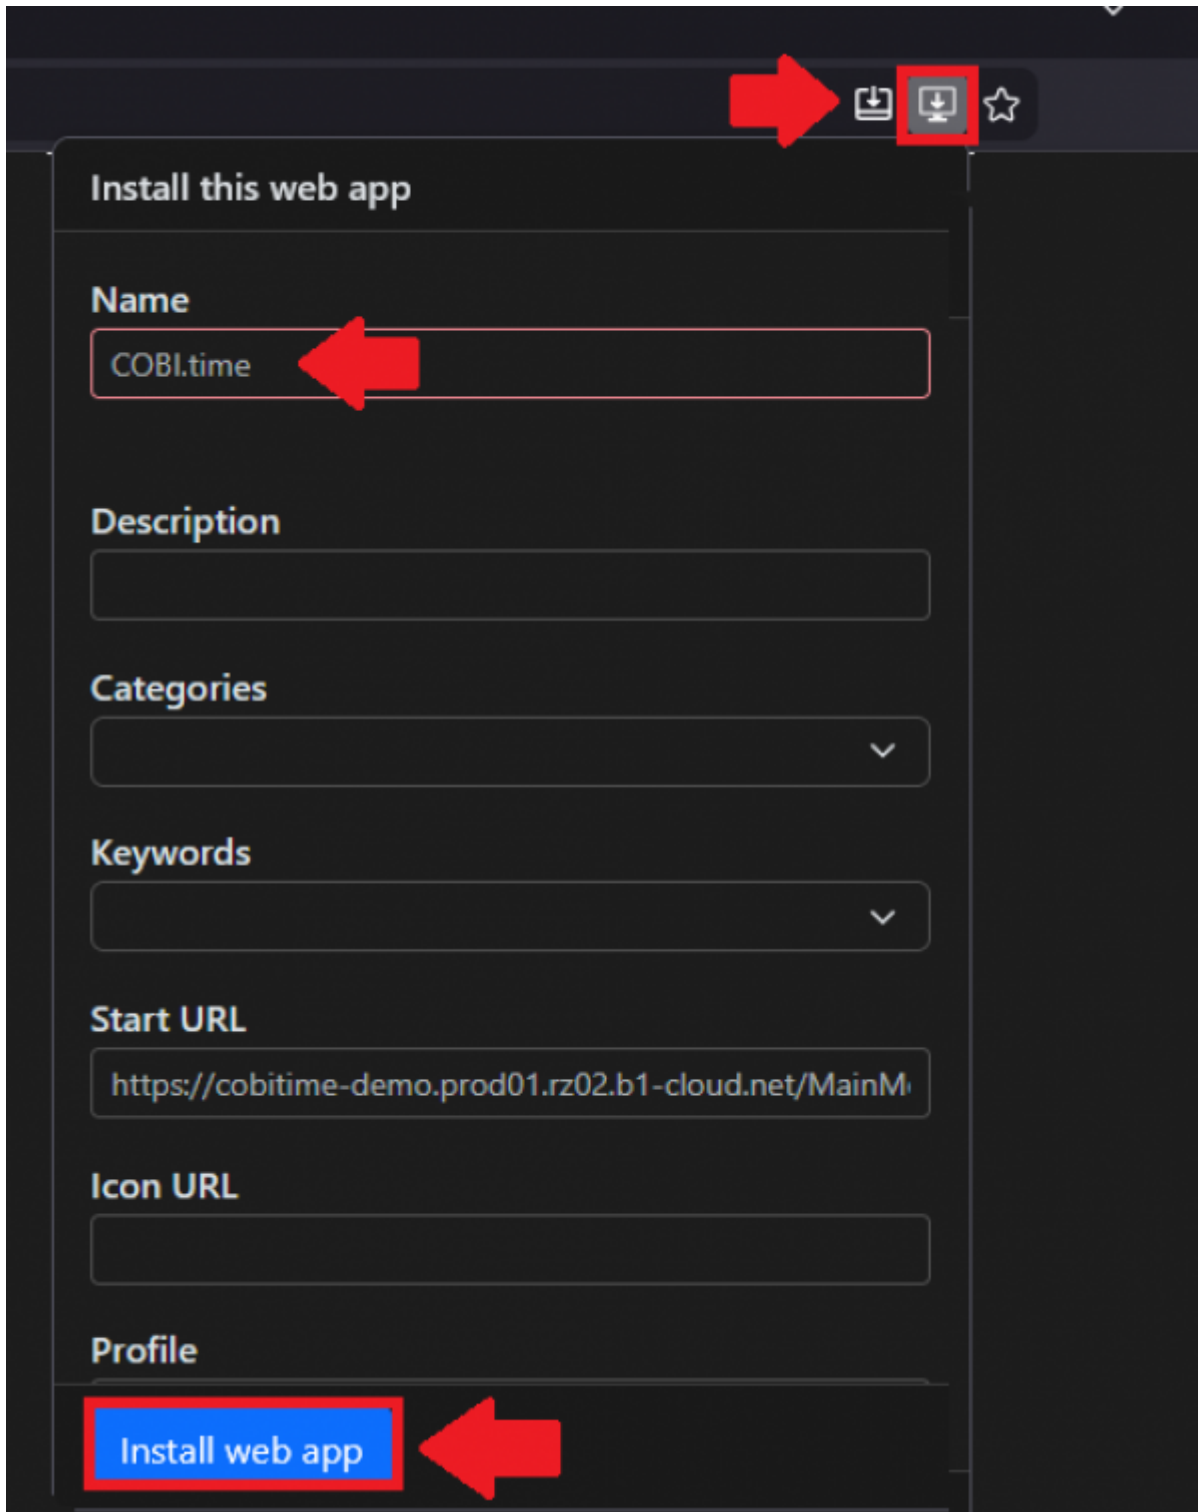 Install this web app
Name
COBI.time
Description
Categories
Keywords
Start URL
https://cobitime-demo.prod01.rz02.b1-cloud.net/MainM
Icon URL
Profile
Install web app